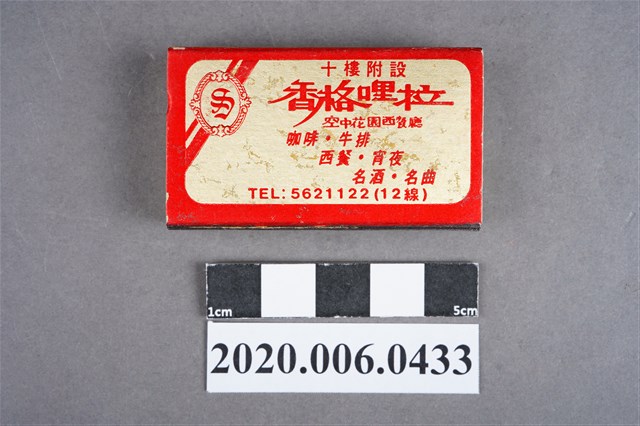 S
十樓附設
香格哩拉
空中花園西餐廳
咖啡·牛排
西餐·宵夜
名酒·名曲
TEL:5621122(12線)
1cm
5cm
2020.006.0433